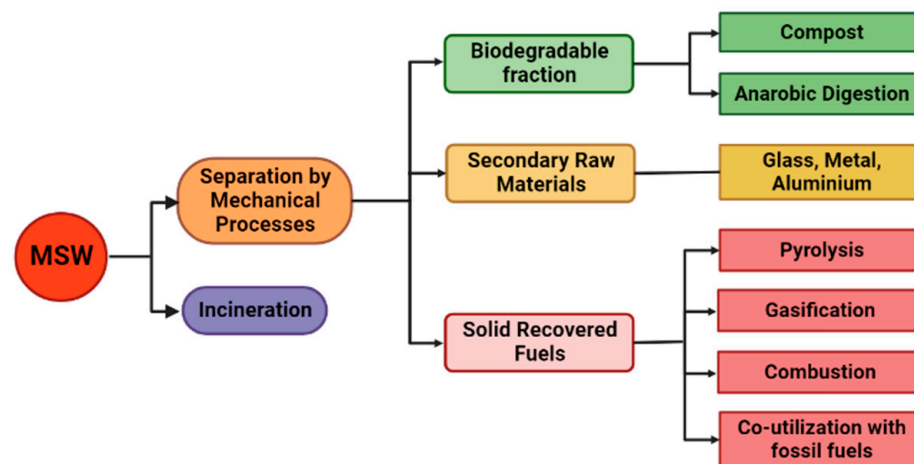 MSW
Separation by
Mechanical
Processes
Incineration
Biodegradable
fraction
Secondary Raw
Materials
Solid Recovered
Fuels
Compost
Anarobic Digestion
Glass, Metal,
Aluminium
Pyrolysis
Gasification
Combustion
Co-utilization with
fossil fuels